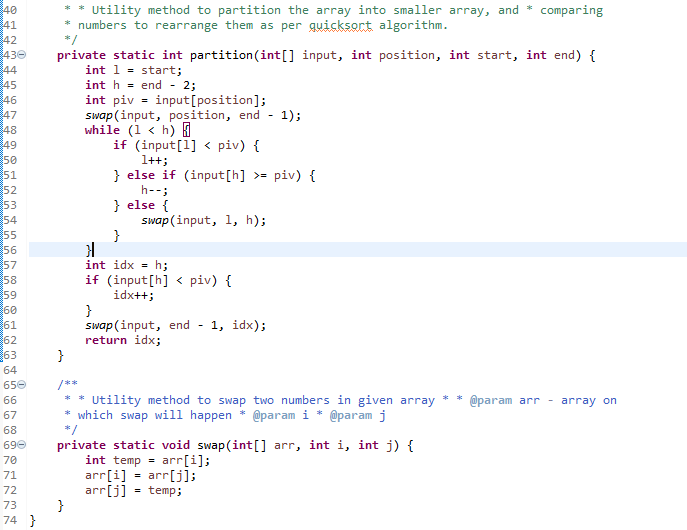 40      * * Utility method to partition the array into smaller array, and * comparing
41      * numbers to rearrange them as per quicksort algorithm.
42      */
43     private static int partition(int[] input, int position, int start, int end) {
44         int l = start;
45         int h = end - 2;
46         int piv = input[position];
47         swap(input, position, end - 1);
48         while (l < h) {
49             if (input[l] < piv) {
50                 l++;
51             } else if (input[h] >= piv) {
52                 h--;
53             } else {
54                 swap(input, l, h);
55             }
56         }
57         int idx = h;
58         if (input[h] < piv) {
59             idx++;
60         }
61         swap(input, end - 1, idx);
62         return idx;
63     }
64
65     /**
66      * * Utility method to swap two numbers in given array * * @param arr - array on
67      * which swap will happen * @param i * @param j
68      */
69     private static void swap(int[] arr, int i, int j) {
70         int temp = arr[i];
71         arr[i] = arr[j];
72         arr[j] = temp;
73     }
74 }